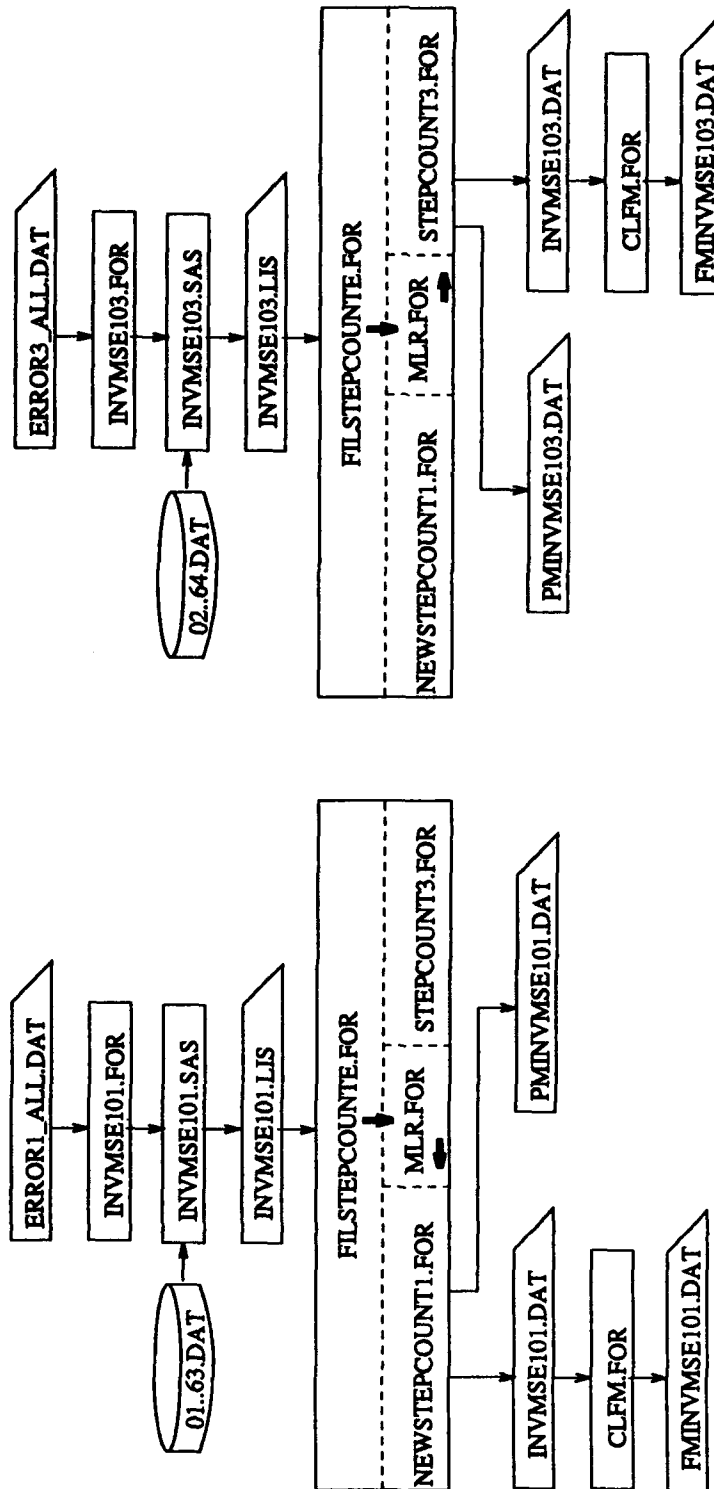 ERROR1_ALL.DAT
INVMSE101.FOR
01..63.DAT
INVMSE101.SAS
INVMSE101.LIS
FILSTEPCOUNTE.FOR
NEWSTEPCOUNT1.FOR
MLR.FOR
STEPCOUNT3.FOR
INVMSE101.DAT
PMINVMSE101.DAT
CLFM.FOR
FMINVMSE101.DAT
ERROR3_ALL.DAT
INVMSE103.FOR
02..64.DAT
INVMSE103.SAS
INVMSE103.LIS
FILSTEPCOUNTE.FOR
NEWSTEPCOUNT1.FOR
MLR.FOR
STEPCOUNT3.FOR
PMINVMSE103.DAT
INVMSE103.DAT
CLFM.FOR
FMINVMSE103.DAT